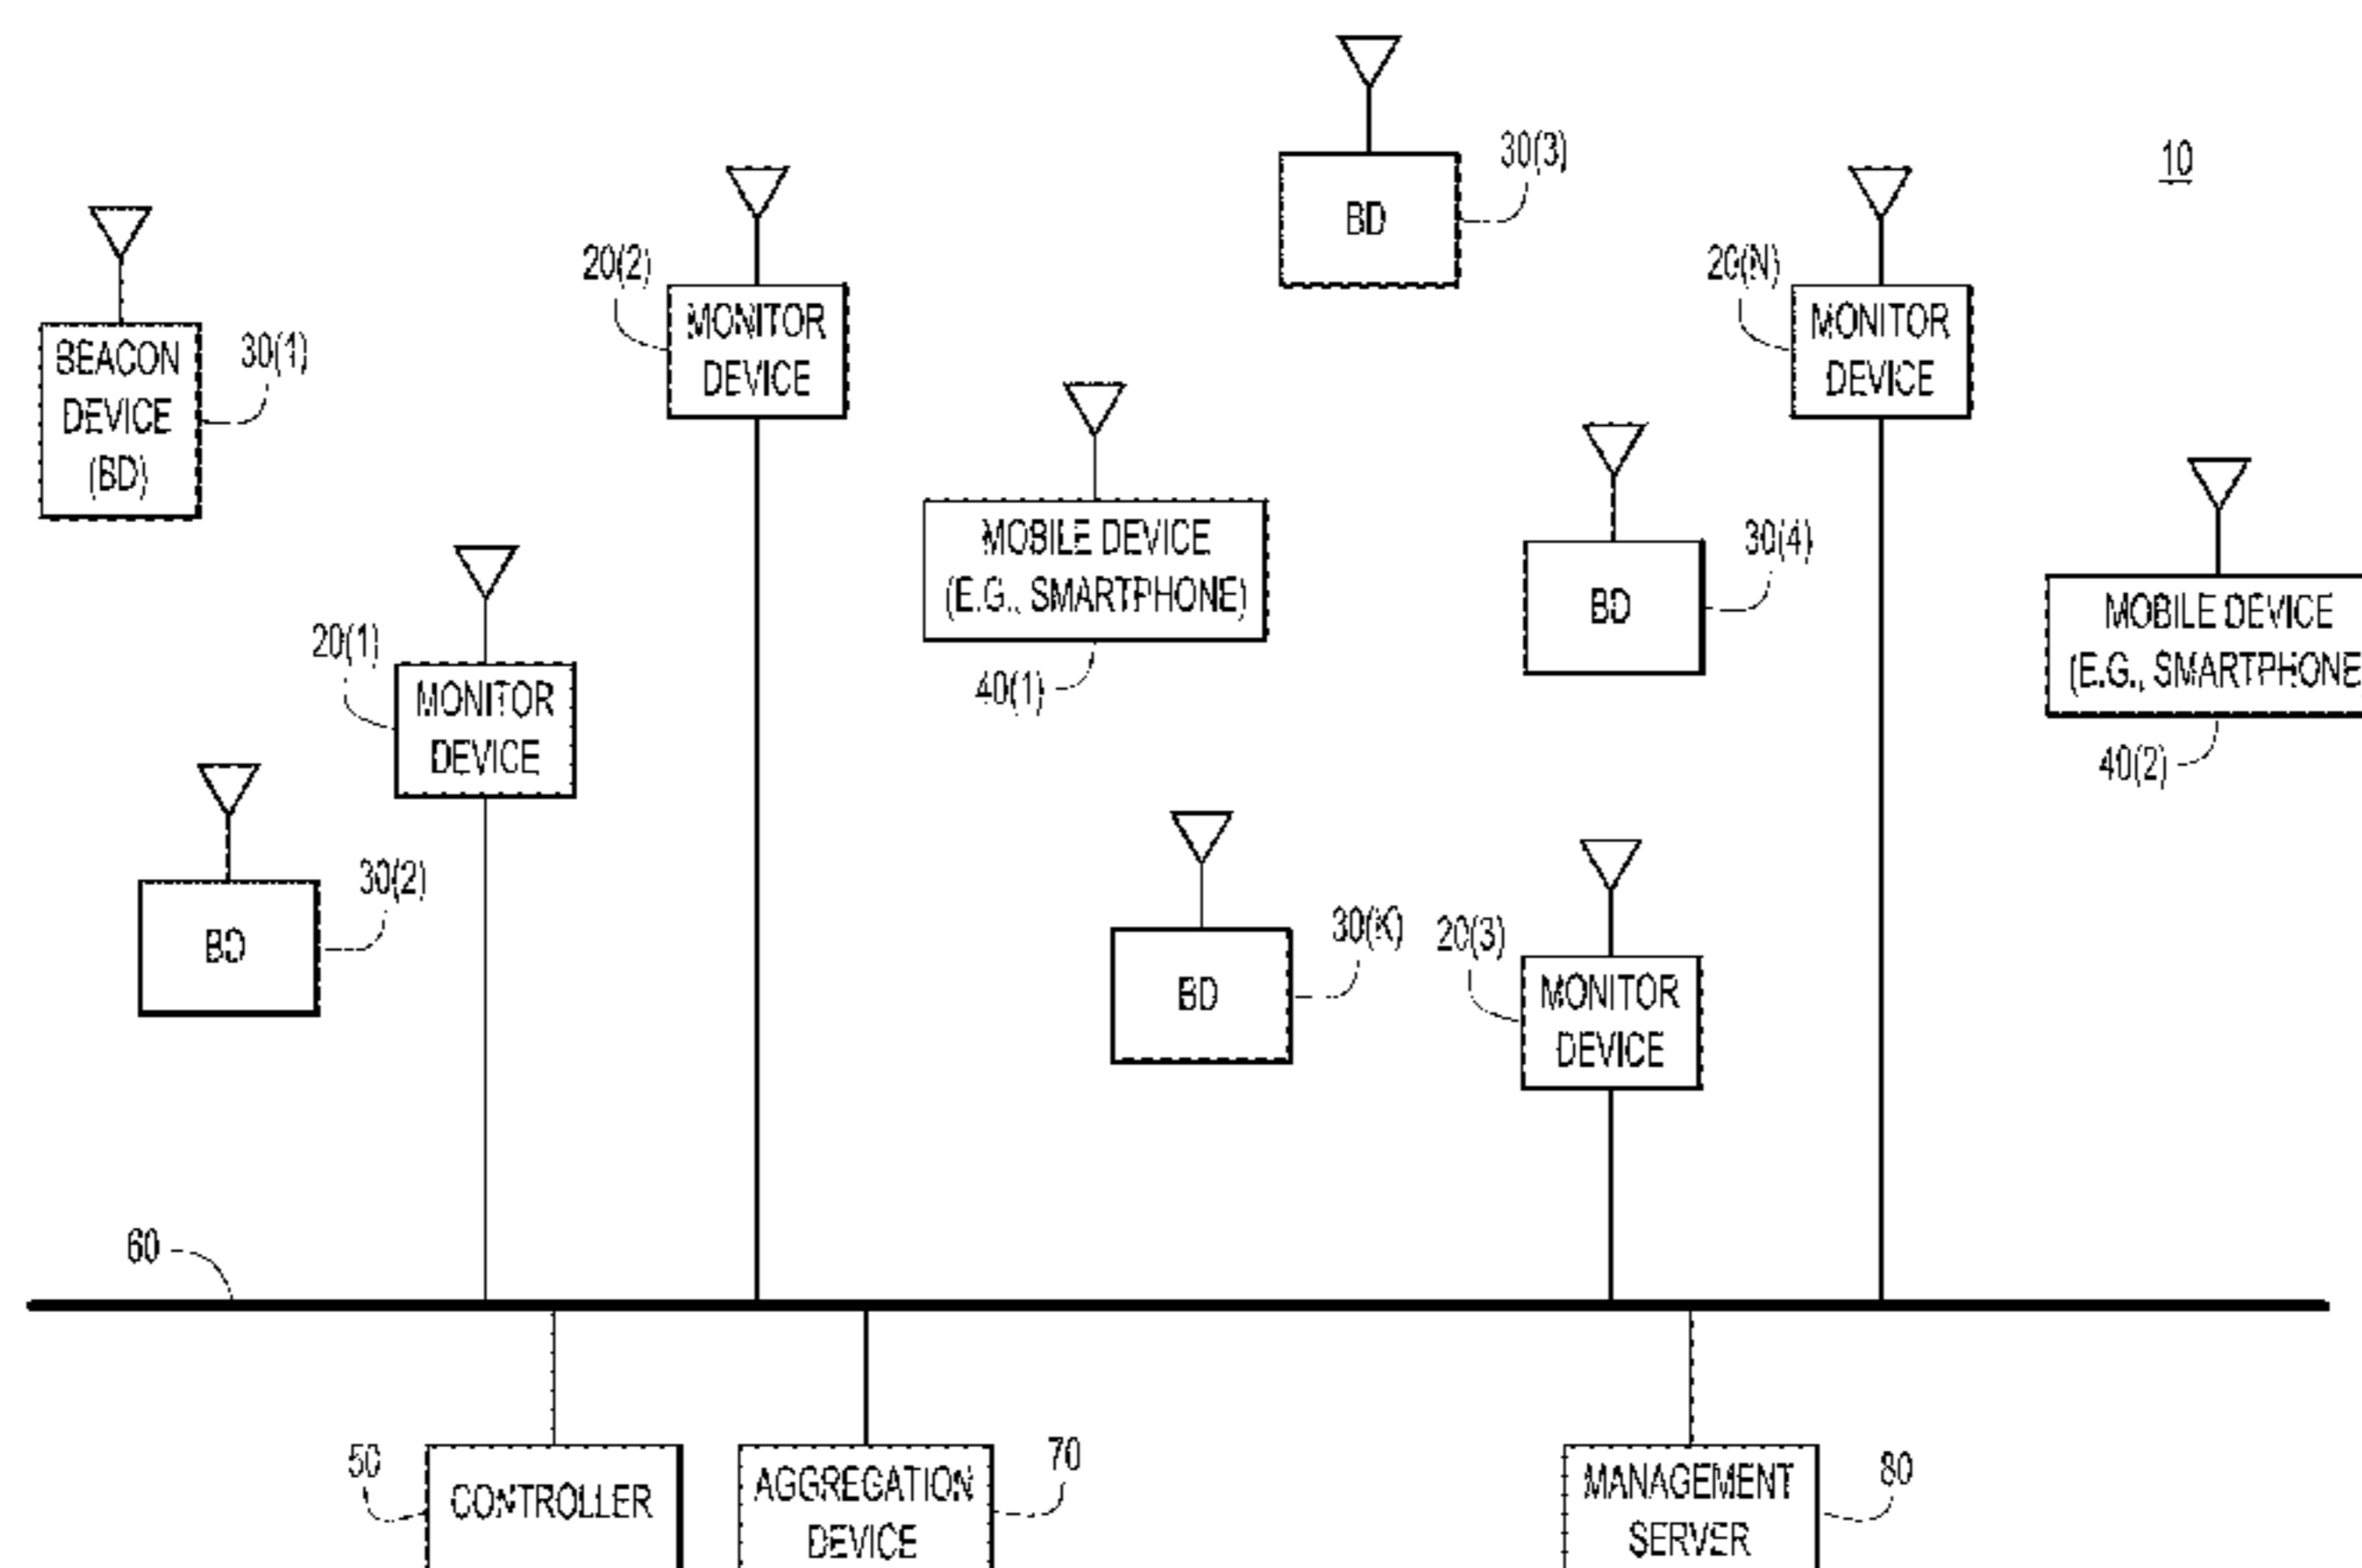 30(3)
10
20(2)
20(N)
BD
MONITOR
DEVICE
MONITOR
DEVICE
BEACON
DEVICE
(BD)
30(1)
MOBILE DEVICE
(E.G., SMARTPHONE)
30(4)
BD
MOBILE DEVICE
(E.G., SMARTPHONE
20(1)
MONITOR
DEVICE
40(1)
40(2)
30(2)
BD
30(K)
20(3)
BD
MONITOR
DEVICE
60
50
CONTROLLER
AGGREGATION
DEVICE
70
MANAGEMENT
SERVER
80